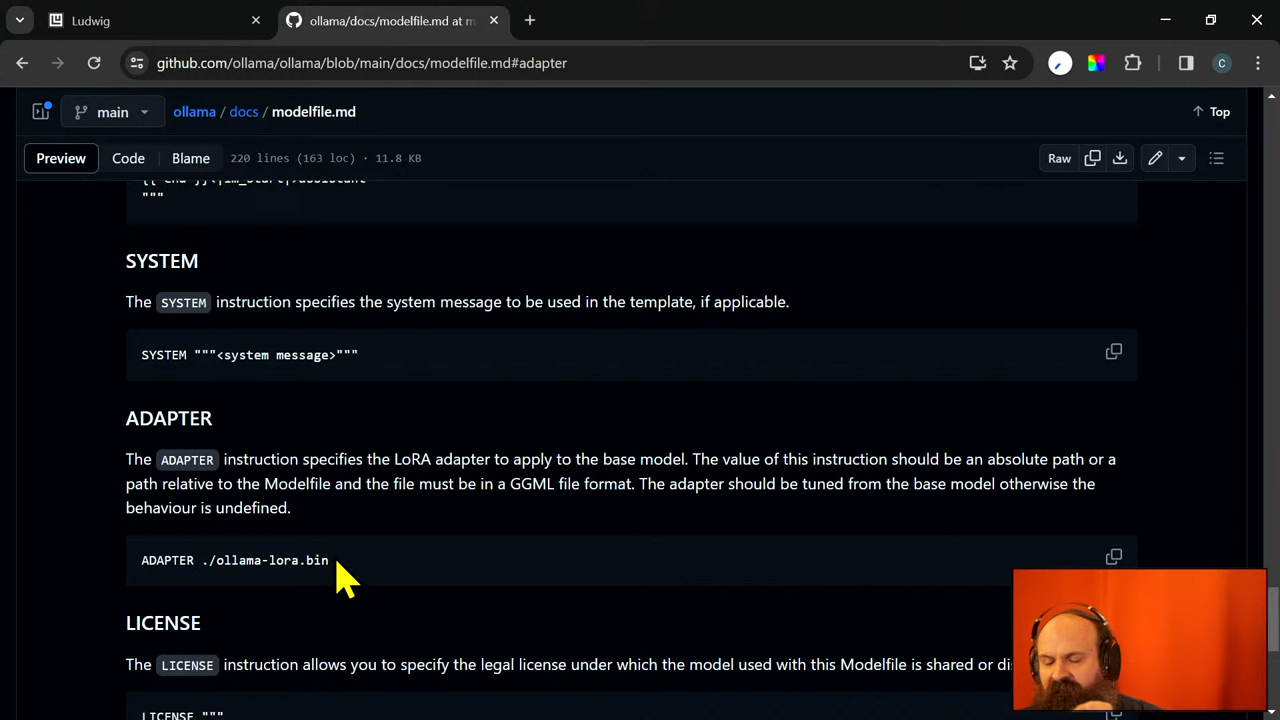 Ludwig
ollama/docs/modelfile.md at m
github.com/ollama/ollama/blob/main/docs/modelfile.md#adapter
C
main
ollama / docs / modelfile.md
Top
Preview
Code
Blame
220 lines (163 loc) · 11.8 KB
Raw
{{ end }}<|im_start|>assistant
"""
SYSTEM
The SYSTEM instruction specifies the system message to be used in the template, if applicable.
SYSTEM """<system message>"""
ADAPTER
The ADAPTER instruction specifies the LoRA adapter to apply to the base model. The value of this instruction should be an absolute path or a
path relative to the Modelfile and the file must be in a GGML file format. The adapter should be tuned from the base model otherwise the
behaviour is undefined.
ADAPTER ./ollama-lora.bin
LICENSE
The LICENSE instruction allows you to specify the legal license under which the model used with this Modelfile is shared or di
LICENSE """